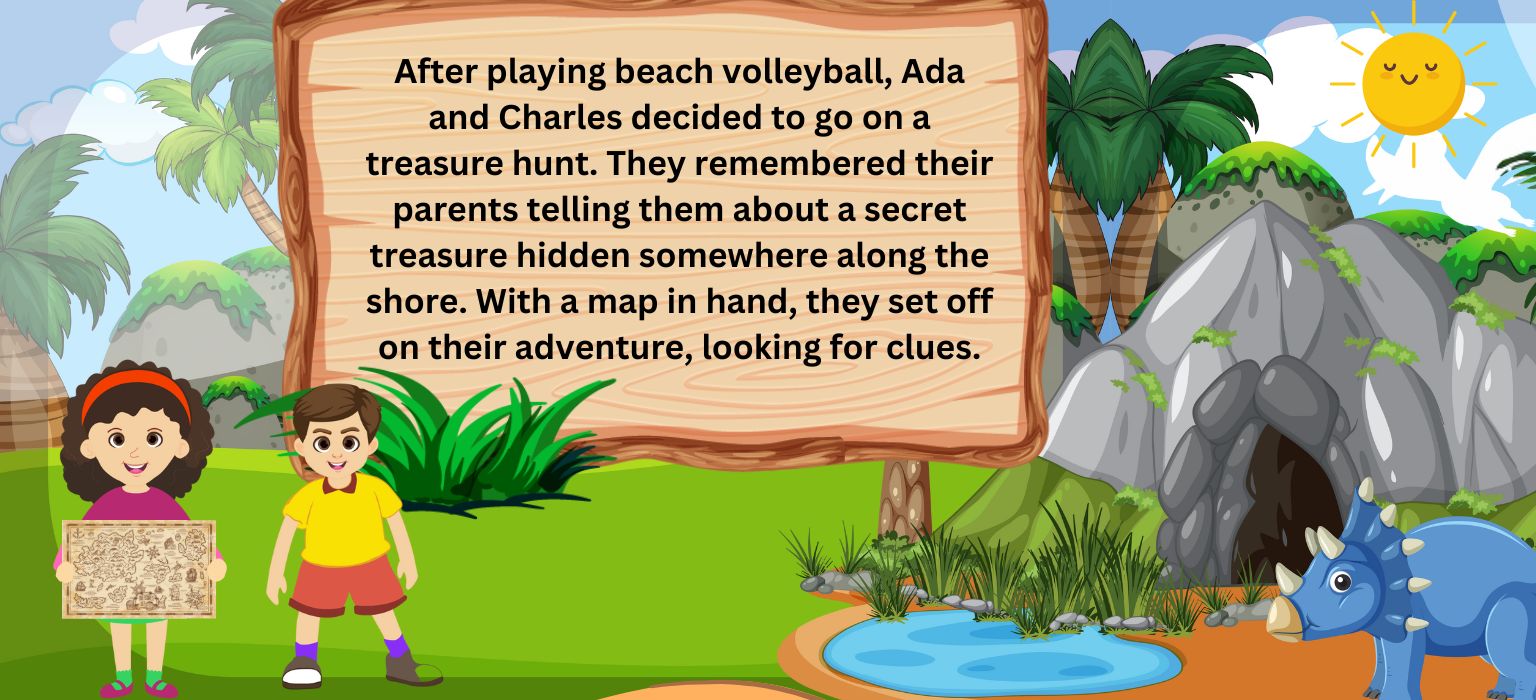 After playing beach volleyball, Ada
and Charles decided to go on a
treasure hunt. They remembered their
parents telling them about a secret
treasure hidden somewhere along the
shore. With a map in hand, they set off
on their adventure, looking for clues.